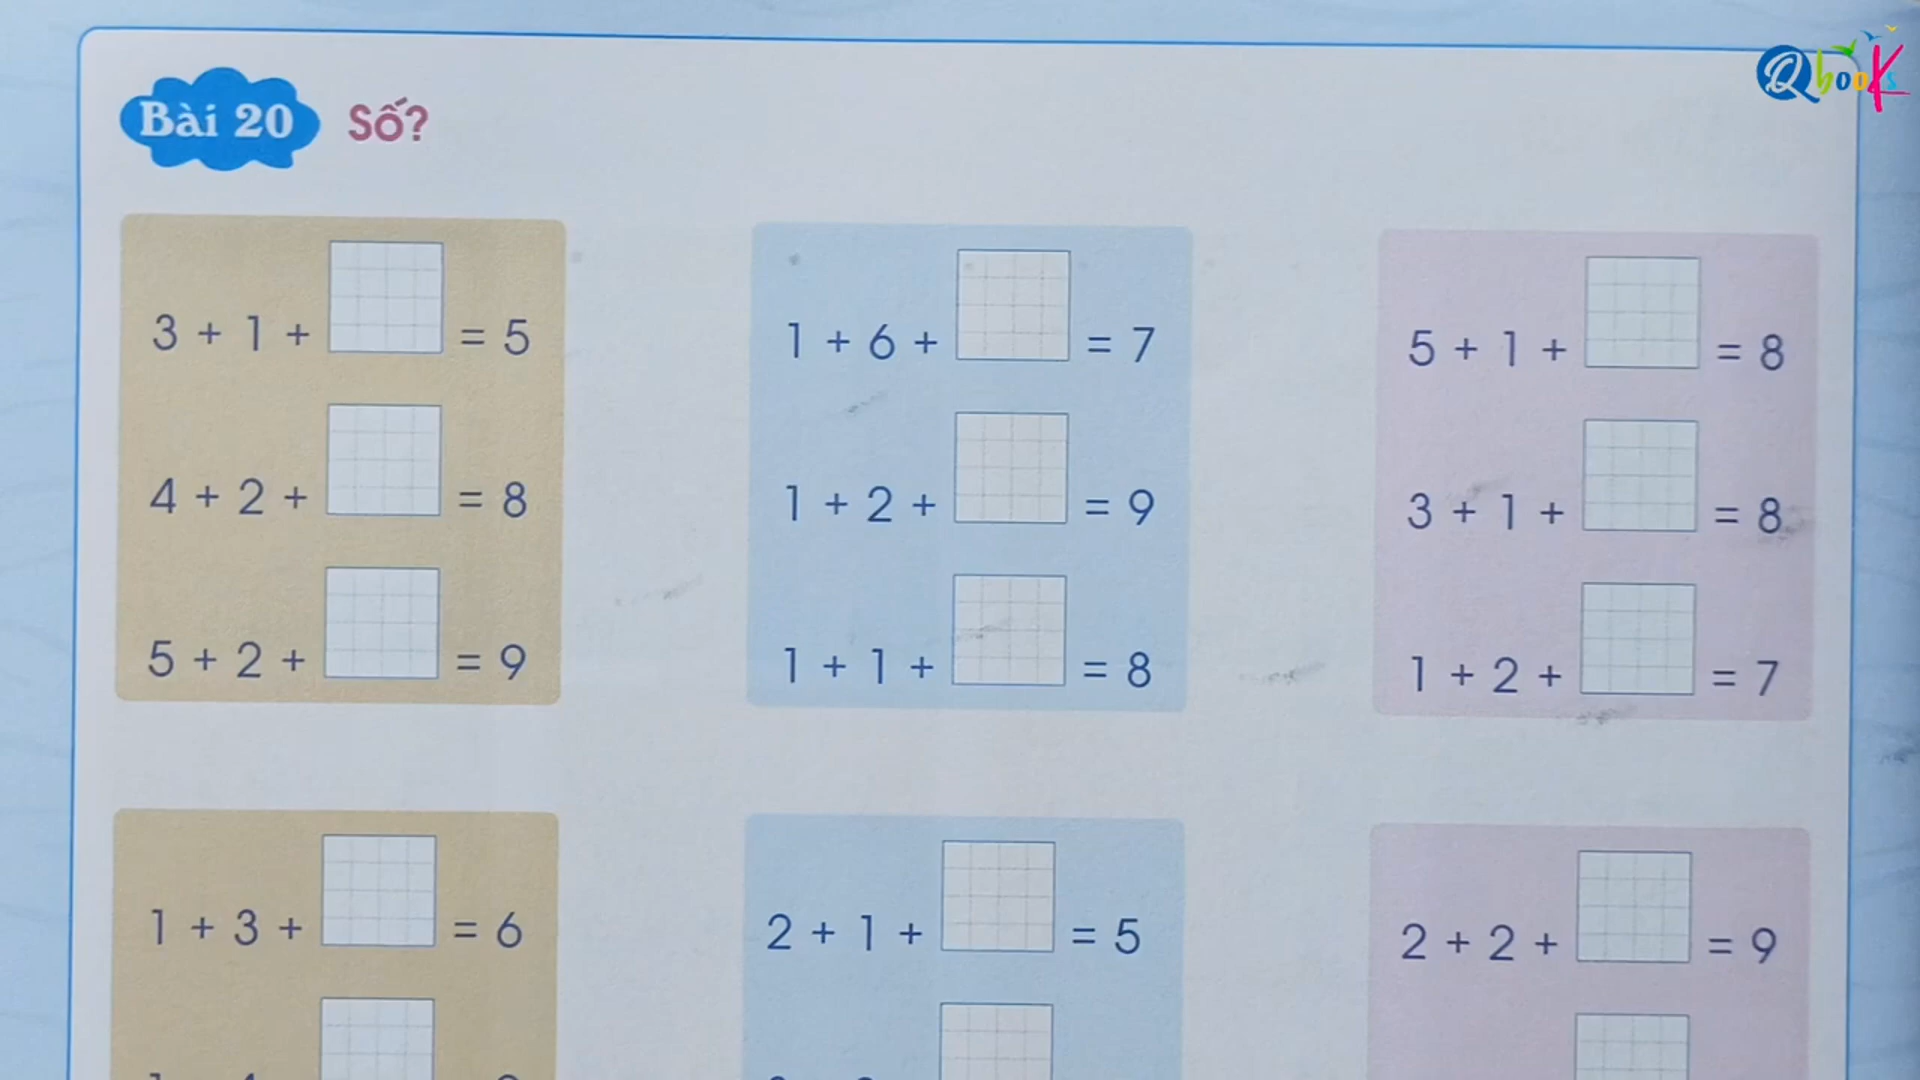 Qbooks
Bài 20 Số?
3 + 1 + = 5
4 + 2 + = 8
5 + 2 + = 9
1 + 6 + = 7
1 + 2 + = 9
1 + 1 + = 8
5 + 1 + = 8
3 + 1 + = 8
1 + 2 + = 7
1 + 3 + = 6
2 + 1 + = 5
2 + 2 + = 9